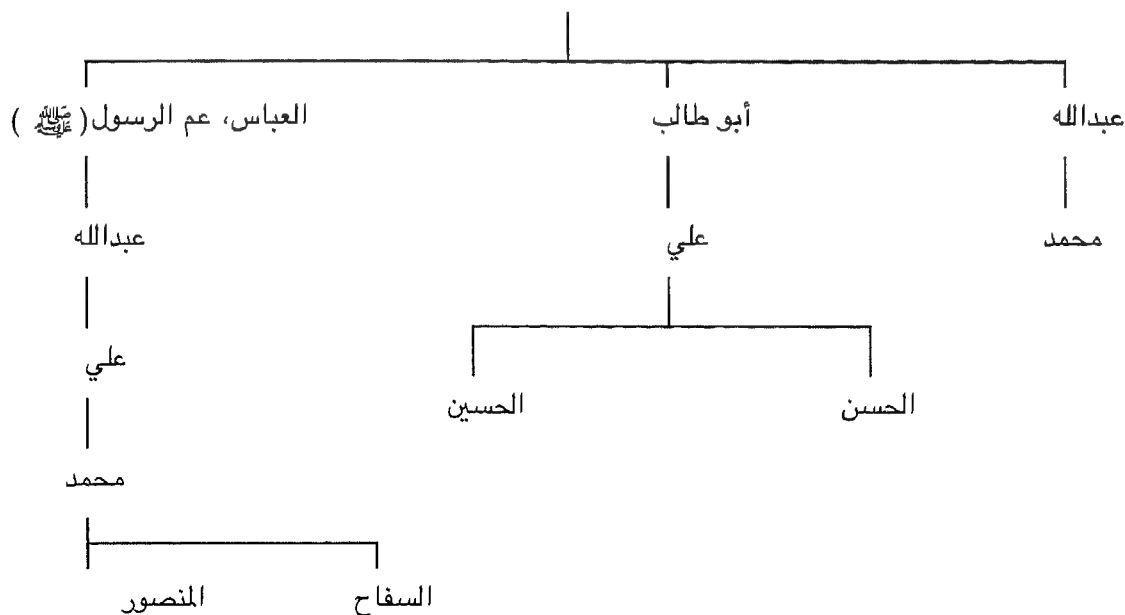 عبدالله أبو طالب العباس، عم الرسول (ﷺ)
محمد علي عبدالله
علي
الحسن الحسين
محمد
السفاح المنصور